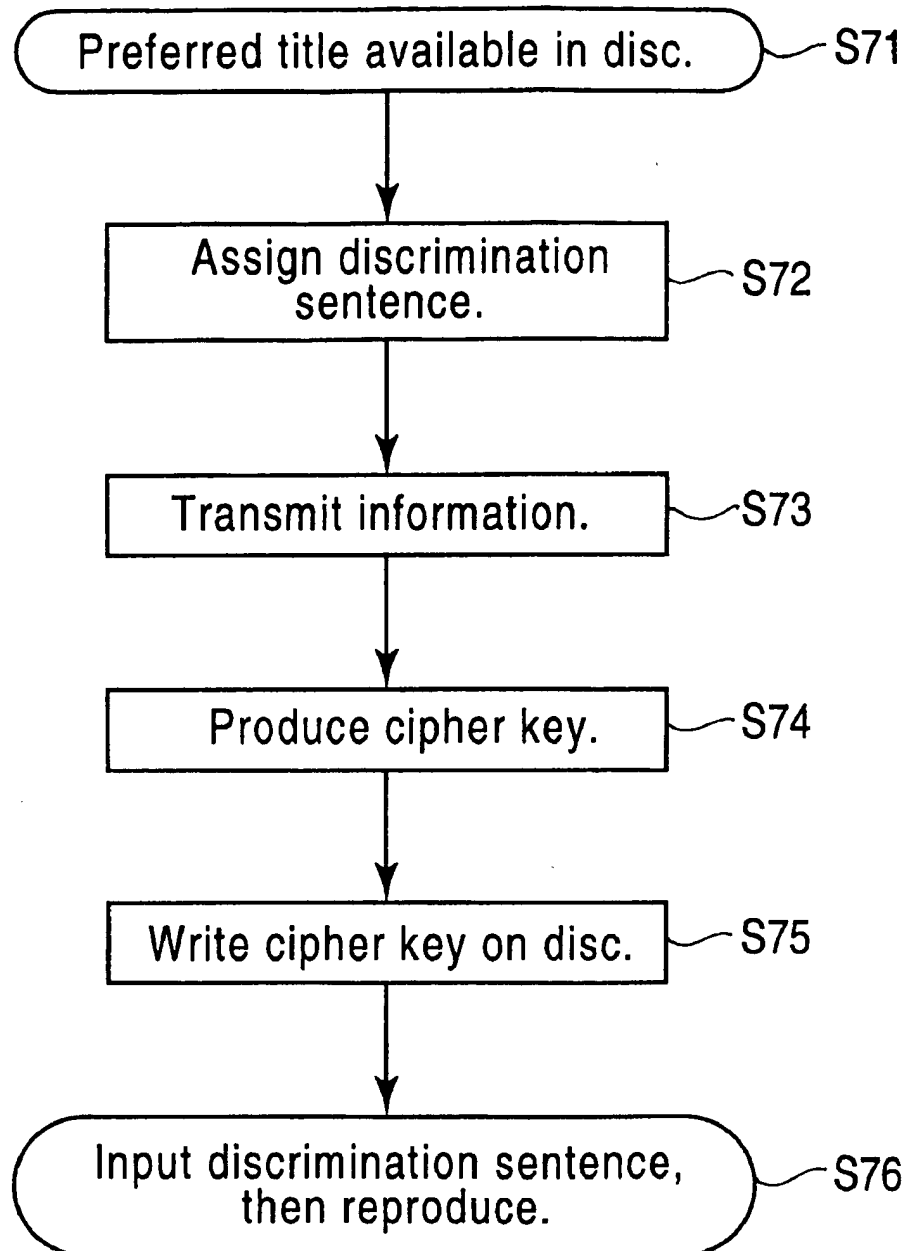 Preferred title available in disc.
S71
Assign discrimination
sentence.
S72
Transmit information.
S73
Produce cipher key.
S74
Write cipher key on disc.
S75
Input discrimination sentence,
then reproduce.
S76